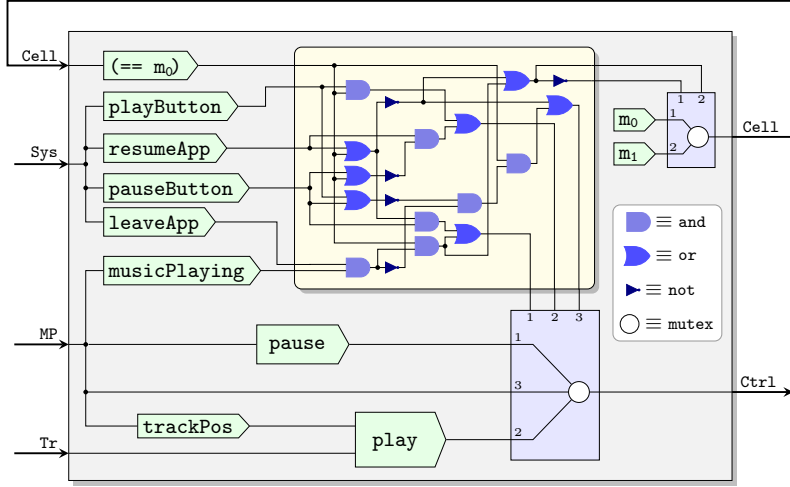 Cell
(== m₀)
playButton
1 2
m₀
1
Cell
resumeApp
m₁
2
Sys
pauseButton
leaveApp
≡ and
≡ or
musicPlaying
≡ not
1 2 3
≡ mutex
MP
pause
1
3
Ctrl
trackPos
play
2
Tr